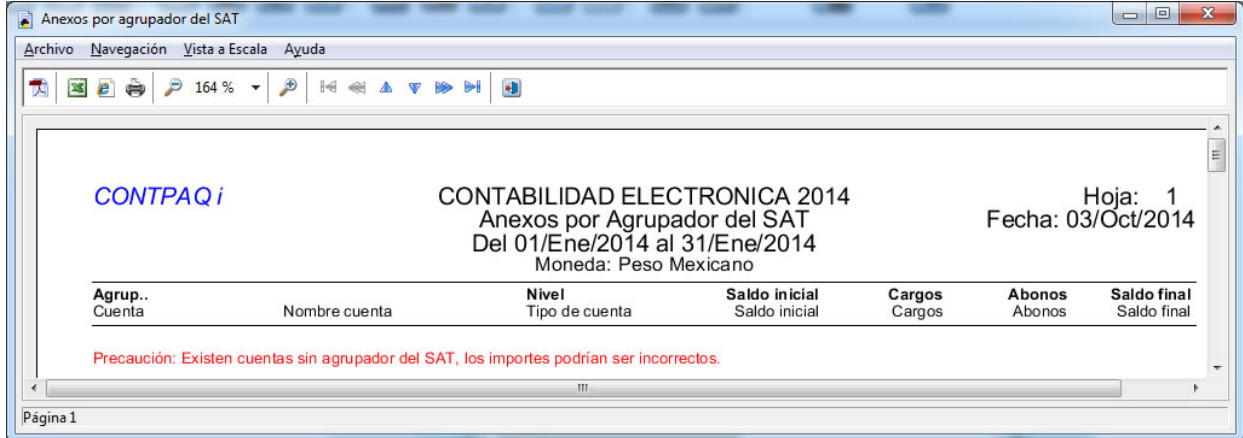 Anexos por agrupador del SAT
Archivo Navegación Vista a Escala Ayuda
164 %
CONTPAQ i CONTABILIDAD ELECTRONICA 2014 Hoja: 1
Anexos por Agrupador del SAT Fecha: 03/Oct/2014
Del 01/Ene/2014 al 31/Ene/2014
Moneda: Peso Mexicano
Agrup.. Nivel Saldo inicial Cargos Abonos Saldo final
Cuenta Nombre cuenta Tipo de cuenta Saldo inicial Cargos Abonos Saldo final
Precaución: Existen cuentas sin agrupador del SAT, los importes podrían ser incorrectos.
Página 1